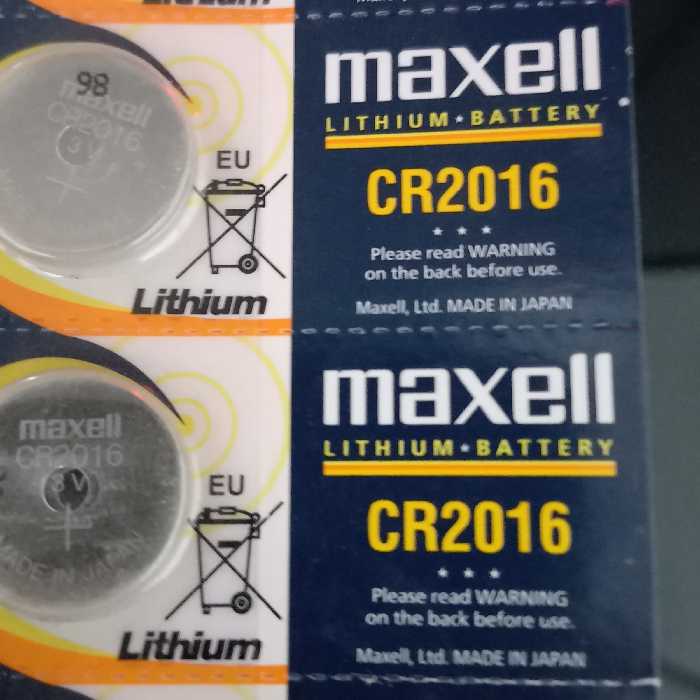 Lithium
98
maxell
CR2016
3V
EU
Lithium
maxell
LITHIUM★BATTERY
CR2016
★ ★ ★
Please read WARNING
on the back before use.
Maxell, Ltd. MADE IN JAPAN
maxell
CR2016
3V
MADE IN JAPAN
EU
Lithium
maxell
LITHIUM★BATTERY
CR2016
★ ★ ★
Please read WARNING
on the back before use.
Maxell, Ltd. MADE IN JAPAN